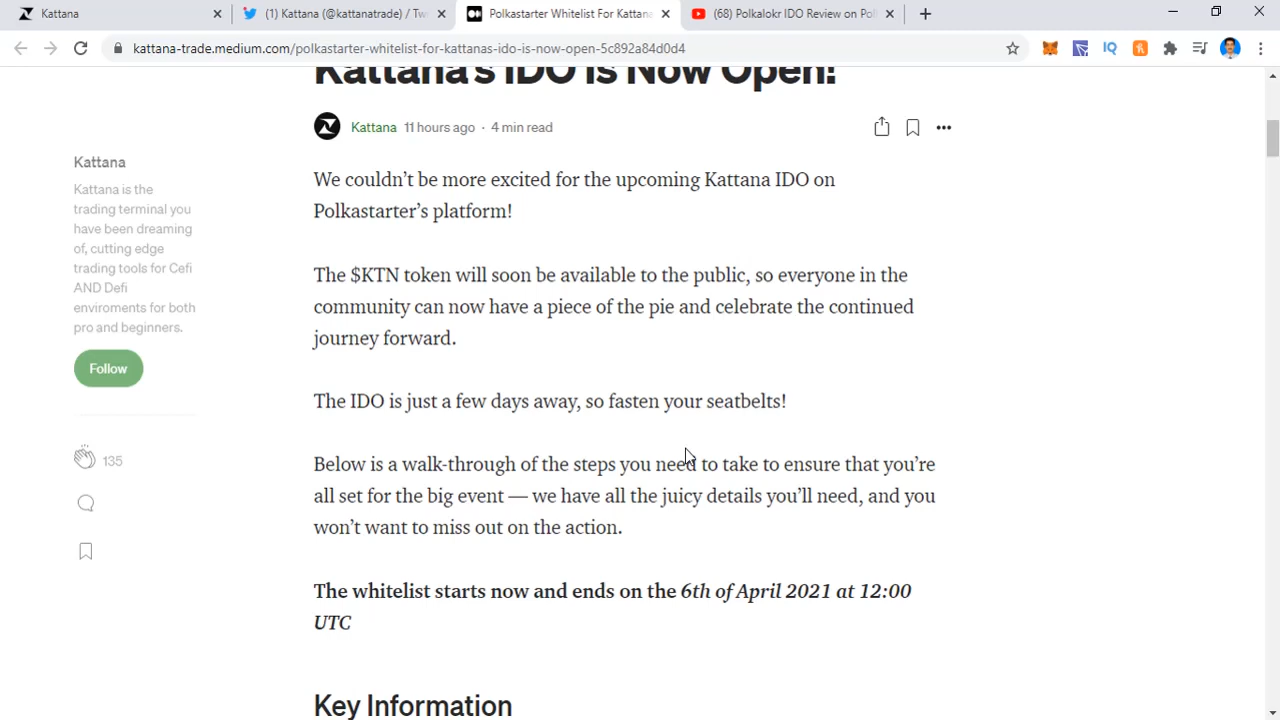 Kattana
(1) Kattana (@kattanatrade) / Tw
Polkastarter Whitelist For Kattana
(68) Polkalokr IDO Review on Pol
kattana-trade.medium.com/polkastarter-whitelist-for-kattanas-ido-is-now-open-5c892a84d0d4
IQ
Kattana's IDO is Now Open!
Kattana 11 hours ago · 4 min read
Kattana
Kattana is the
trading terminal you
have been dreaming
of, cutting edge
trading tools for Cefi
AND Defi
enviroments for both
pro and beginners.
Follow
135
We couldn't be more excited for the upcoming Kattana IDO on
Polkastarter's platform!
The $KTN token will soon be available to the public, so everyone in the
community can now have a piece of the pie and celebrate the continued
journey forward.
The IDO is just a few days away, so fasten your seatbelts!
Below is a walk-through of the steps you need to take to ensure that you're
all set for the big event — we have all the juicy details you'll need, and you
won't want to miss out on the action.
The whitelist starts now and ends on the 6th of April 2021 at 12:00
UTC
Key Information